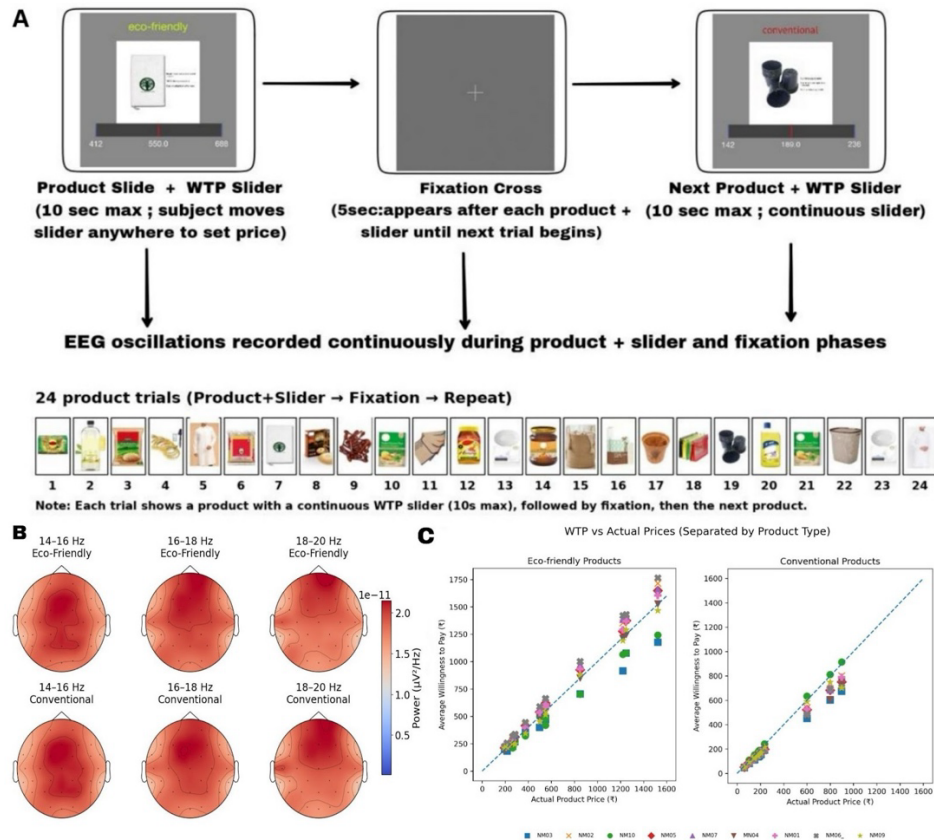 A
eco-friendly
412 550.0 688
conventional
142 189.0 236
Product Slide + WTP Slider
(10 sec max ; subject moves
slider anywhere to set price)
Fixation Cross
(5sec:appears after each product +
slider until next trial begins)
Next Product + WTP Slider
(10 sec max ; continuous slider)
EEG oscillations recorded continuously during product + slider and fixation phases
24 product trials (Product+Slider → Fixation → Repeat)
1 2 3 4 5 6 7 8 9 10 11 12 13 14 15 16 17 18 19 20 21 22 23 24
Note: Each trial shows a product with a continuous WTP slider (10s max), followed by fixation, then the next product.
B
14–16 Hz
Eco-Friendly
16–18 Hz
Eco-Friendly
18–20 Hz
Eco-Friendly
14–16 Hz
Conventional
16–18 Hz
Conventional
18–20 Hz
Conventional
1e−11
2.0
1.5
1.0
0.5
Power (µV²/Hz)
C
WTP vs Actual Prices (Separated by Product Type)
Eco-friendly Products
Average Willingness to Pay (₹)
1750
1500
1250
1000
750
500
250
0
0 200 400 600 800 1000 1200 1400 1600
Actual Product Price (₹)
Conventional Products
Average Willingness to Pay (₹)
1600
1400
1200
1000
800
600
400
200
0
0 200 400 600 800 1000 1200 1400 1600
Actual Product Price (₹)
NM03 NM02 NM10 NM05 NM07 MN04 NM01 NM06_ NM09